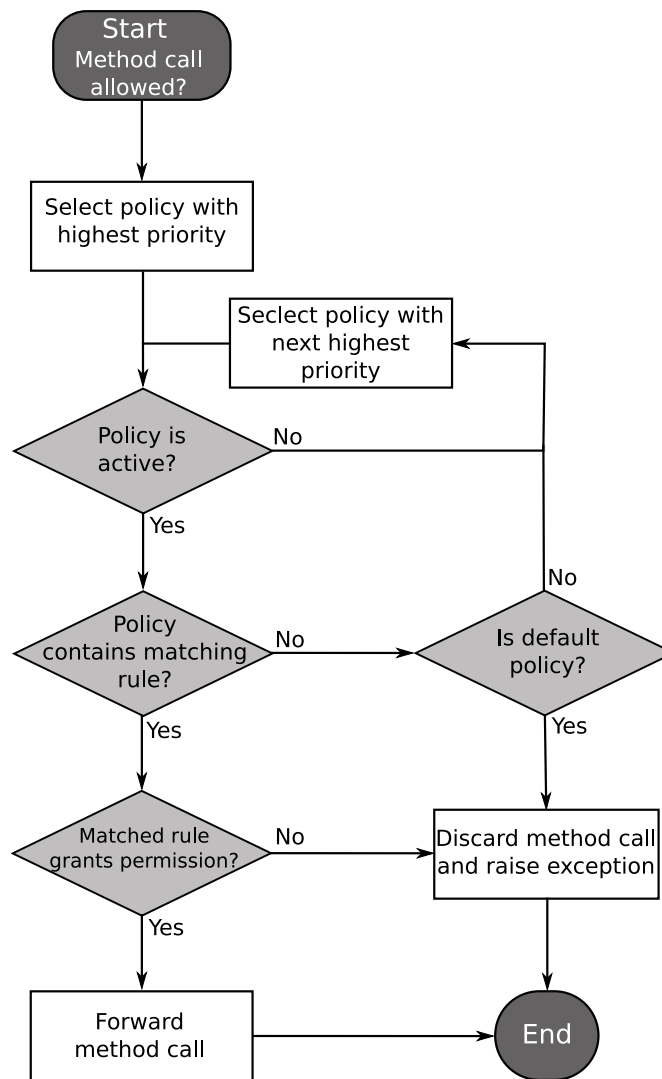 Start
Method call
allowed?
Select policy with
highest priority
Seclect policy with
next highest
priority
Policy is
active?
No
Yes
No
Policy
contains matching
rule?
No
Is default
policy?
Yes
Yes
Matched rule
grants permission?
No
Discard method call
and raise exception
Yes
Forward
method call
End